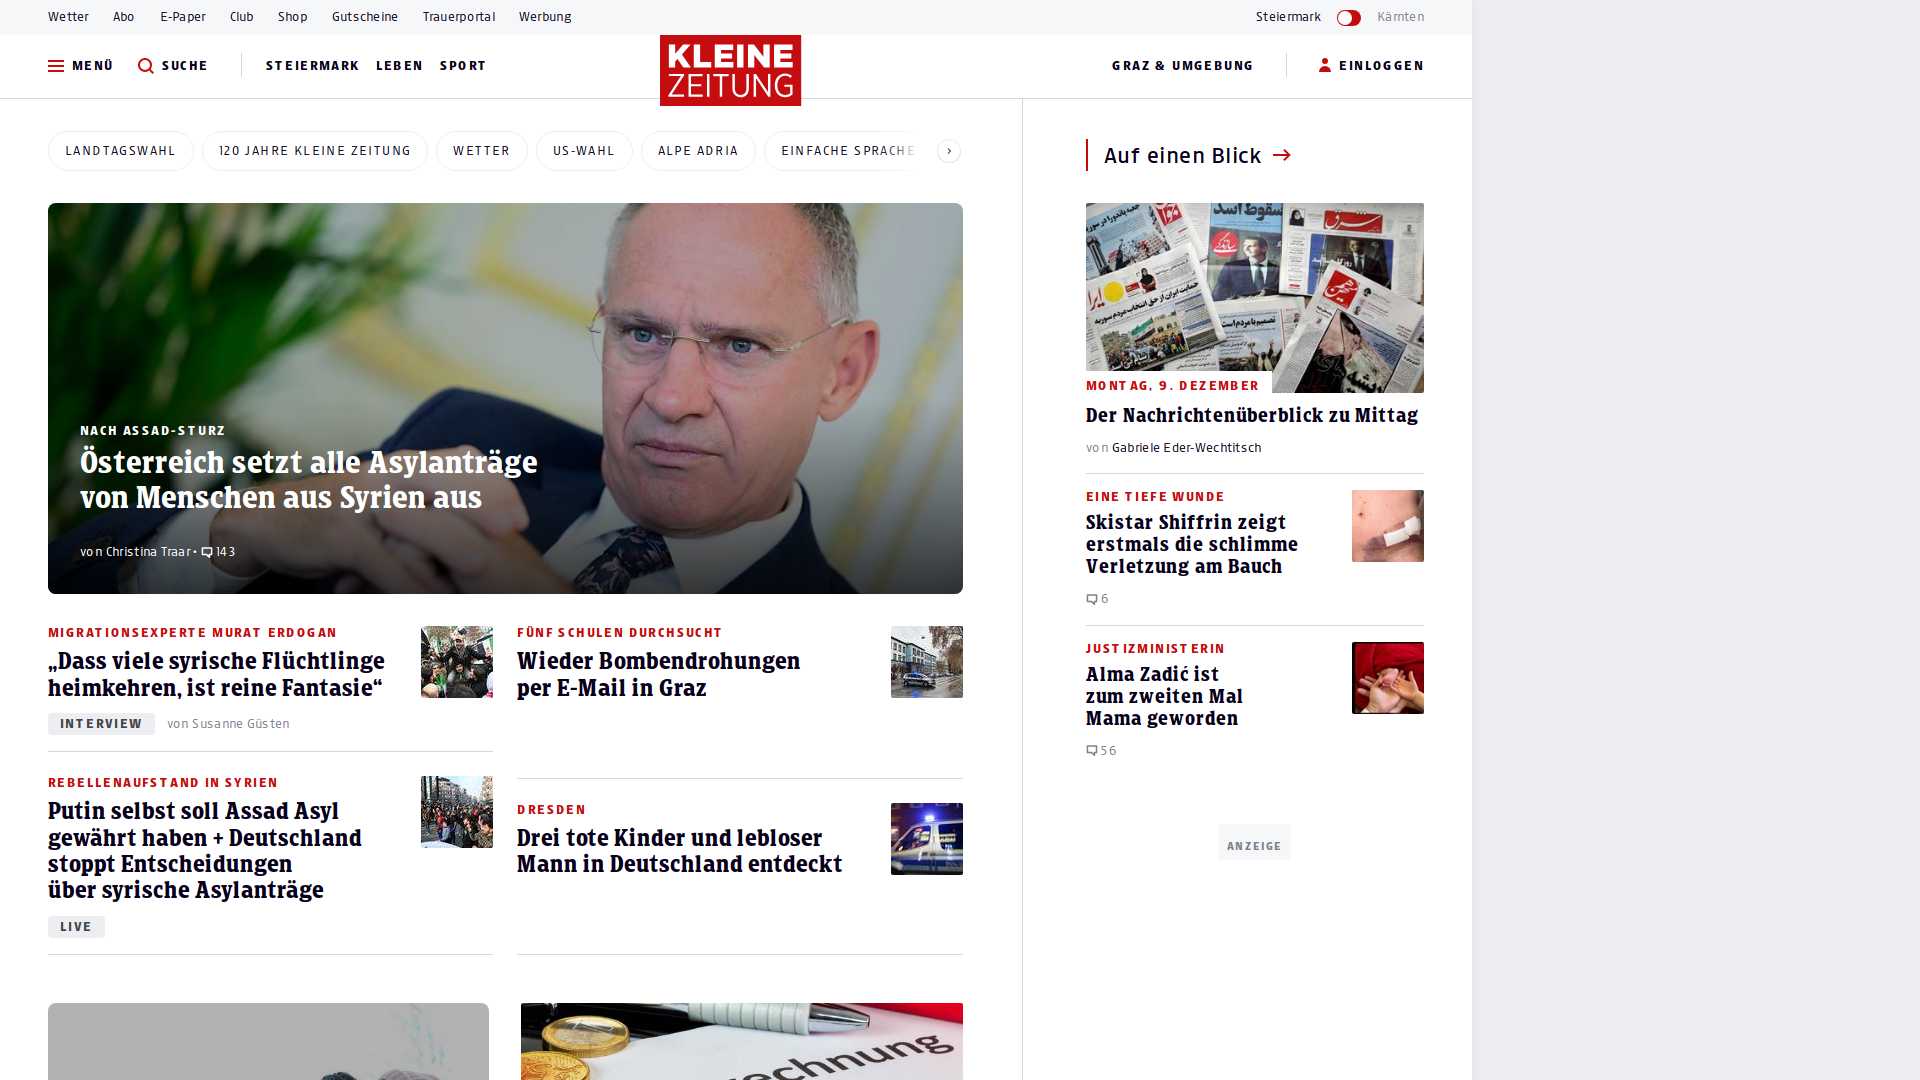 Wetter Abo E-Paper Club Shop Gutscheine Trauerportal Werbung
Steiermark Kärnten
MENÜ SUCHE STEIERMARK LEBEN SPORT
KLEINE
ZEITUNG
GRAZ & UMGEBUNG EINLOGGEN
LANDTAGSWAHL 120 JAHRE KLEINE ZEITUNG WETTER US-WAHL ALPE ADRIA EINFACHE SPRACHE
NACH ASSAD-STURZ
Österreich setzt alle Asylanträge
von Menschen aus Syrien aus
von Christina Traar • 143
MIGRATIONSEXPERTE MURAT ERDOGAN
„Dass viele syrische Flüchtlinge
heimkehren, ist reine Fantasie“
INTERVIEW von Susanne Güsten
FÜNF SCHULEN DURCHSUCHT
Wieder Bombendrohungen
per E-Mail in Graz
REBELLENAUFSTAND IN SYRIEN
Putin selbst soll Assad Asyl
gewährt haben + Deutschland
stoppt Entscheidungen
über syrische Asylanträge
LIVE
DRESDEN
Drei tote Kinder und lebloser
Mann in Deutschland entdeckt
Auf einen Blick
MONTAG, 9. DEZEMBER
Der Nachrichtenüberblick zu Mittag
von Gabriele Eder-Wechtitsch
EINE TIEFE WUNDE
Skistar Shiffrin zeigt
erstmals die schlimme
Verletzung am Bauch
6
JUSTIZMINISTERIN
Alma Zadić ist
zum zweiten Mal
Mama geworden
56
ANZEIGE